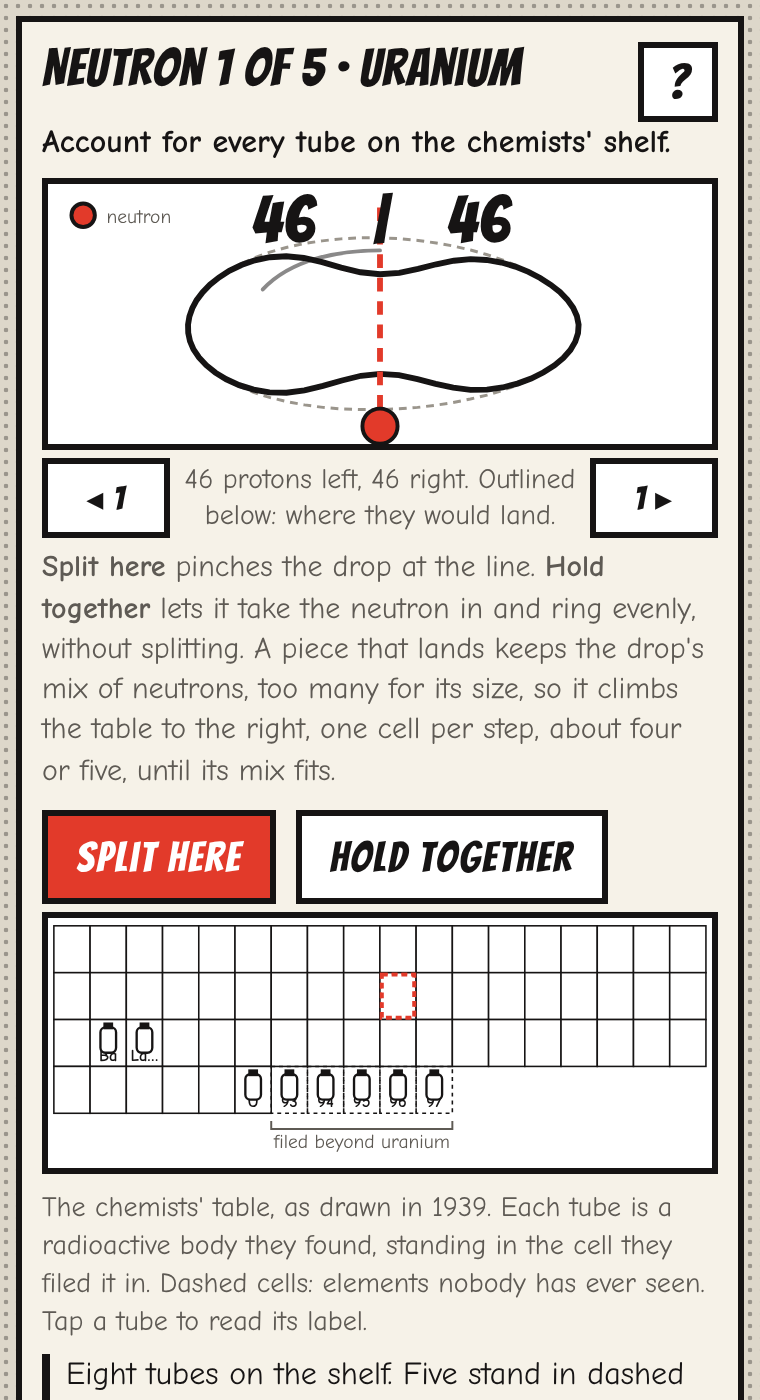 NEUTRON 1 OF 5 · URANIUM
?
Account for every tube on the chemists' shelf.
neutron
46 / 46
◂ 1
46 protons left, 46 right. Outlined
below: where they would land.
1 ▸
Split here pinches the drop at the line. Hold
together lets it take the neutron in and ring evenly,
without splitting. A piece that lands keeps the drop's
mix of neutrons, too many for its size, so it climbs
the table to the right, one cell per step, about four
or five, until its mix fits.
SPLIT HERE
HOLD TOGETHER
Ba La...
93 94 95 96 97
filed beyond uranium
The chemists' table, as drawn in 1939. Each tube is a
radioactive body they found, standing in the cell they
filed it in. Dashed cells: elements nobody has ever seen.
Tap a tube to read its label.
Eight tubes on the shelf. Five stand in dashed